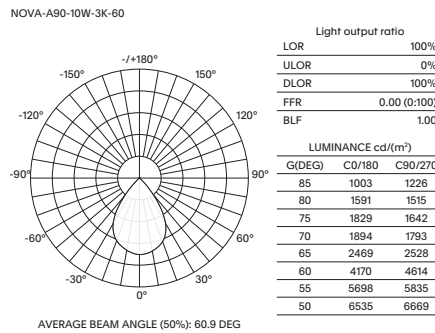 NOVA-A90-10W-3K-60
-/+180°
-150° 150°
-120° 120°
-90° 90°
-60° 60°
-30° 30°
0°
AVERAGE BEAM ANGLE (50%): 60.9 DEG
Light output ratio
LOR 100%
ULOR 0%
DLOR 100%
FFR 0.00 (0:100)
BLF 1.00
LUMINANCE cd/(m²)
G(DEG) C0/180 C90/270
85 1003 1226
80 1591 1515
75 1829 1642
70 1894 1793
65 2469 2528
60 4170 4614
55 5698 5835
50 6535 6669